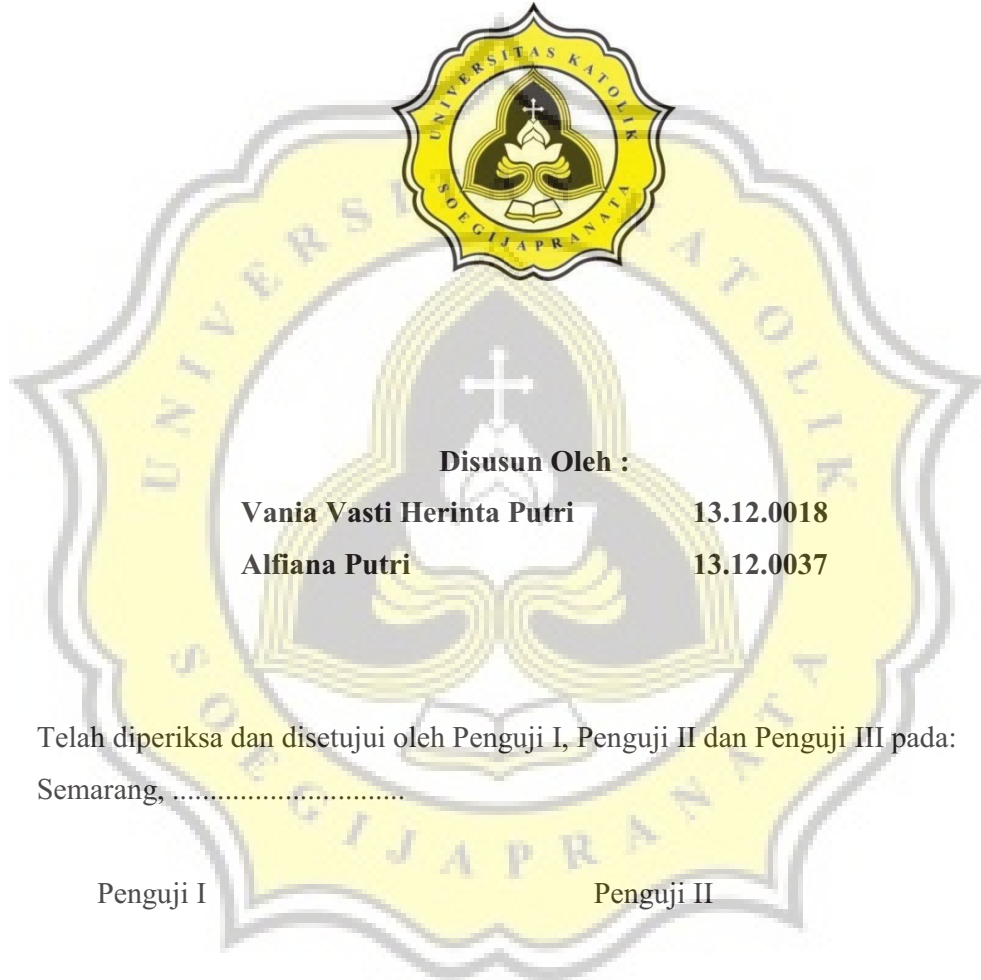 UNIVERSITAS KATOLIK
SOEGIJAPRANATA
Disusun Oleh :
Vania Vasti Herinta Putri 13.12.0018
Alfiana Putri 13.12.0037
Telah diperiksa dan disetujui oleh Penguji I, Penguji II dan Penguji III pada:
Semarang, ...............................
Penguji I Penguji II